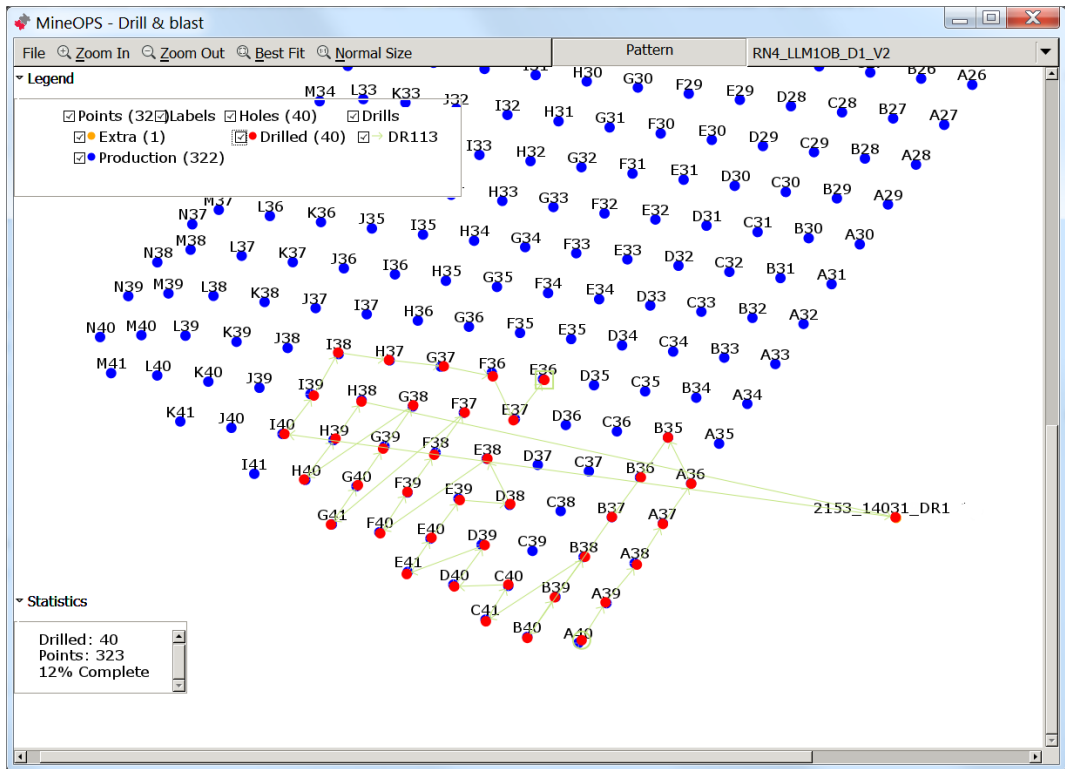 MineOPS - Drill & blast
File Zoom In Zoom Out Best Fit Normal Size Pattern RN4_LLM1OB_D1_V2
Legend
Points (323) Labels Holes (40) Drills
Extra (1) Drilled (40) DR113
Production (322)
H30 G30 F29 E29 D28 C28 B27 A27
B26 A26
M34 L33 K33 J32 I32 H31 G31 F30 E30 D29 C29 B28 A28
I33 H32 G32 F31 E31 D30 C30 B29 A29
H33 G33 F32 E32 D31 C31 B30 A30
N37 M37 L36 K36 J35 I35 H34 G34 F33 E33 D32 C32 B31 A31
N38 M38 L37 K37 J36 I36 H35 G35 F34 E34 D33 C33 B32 A32
N39 M39 L38 K38 J37 I37 H36 G36 F35 E35 D34 C34 B33 A33
N40 M40 L39 K39 J38 I38 H37 G37 F36 E36 D35 C35 B34 A34
M41 L40 K40 J39 I39 H38 G38 F37 E37 D36 C36 B35 A35
K41 J40 I40 H39 G39 F38 E38 D37 C37 B36 A36
I41 H40 G40 F39 E39 D38 C38 B37 A37
2153_14031_DR1
G41 F40 E40 D39 C39 B38 A38
E41 D40 C40 B39 A39
C41 B40 A40
Statistics
Drilled: 40
Points: 323
12% Complete